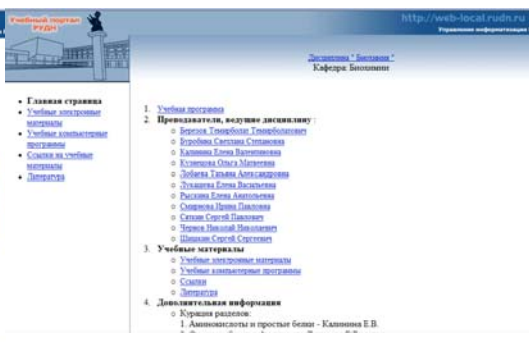 Учебный портал
РУДН
http://web-local.rudn.ru
Управление информатизации
Дисциплина " Биохимия "
Кафедра: Биохимии
• Главная страница
• Учебные электронные
материалы
• Учебные компьютерные
программы
• Ссылки на учебные
материалы
• Литература
1. Учебная программа
2. Преподаватели, ведущие дисциплину :
o Березов Темирболат Темирболатович
o Буробина Светлана Степановна
o Калинина Елена Валентиновна
o Кузнецова Ольга Матвеевна
o Лобаева Татьяна Александровна
o Лукашева Елена Васильевна
o Рыскина Елена Анатольевна
o Смирнова Ирина Павловна
o Сяткин Сергей Павлович
o Чернов Николай Николаевич
o Шишкин Сергей Сергеевич
3. Учебные материалы
o Учебные электронные материалы
o Учебные компьютерные программы
o Ссылки
o Литература
4. Дополнительная информация
o Курация разделов:
1. Аминокислоты и простые белки - Калинина Е.В.